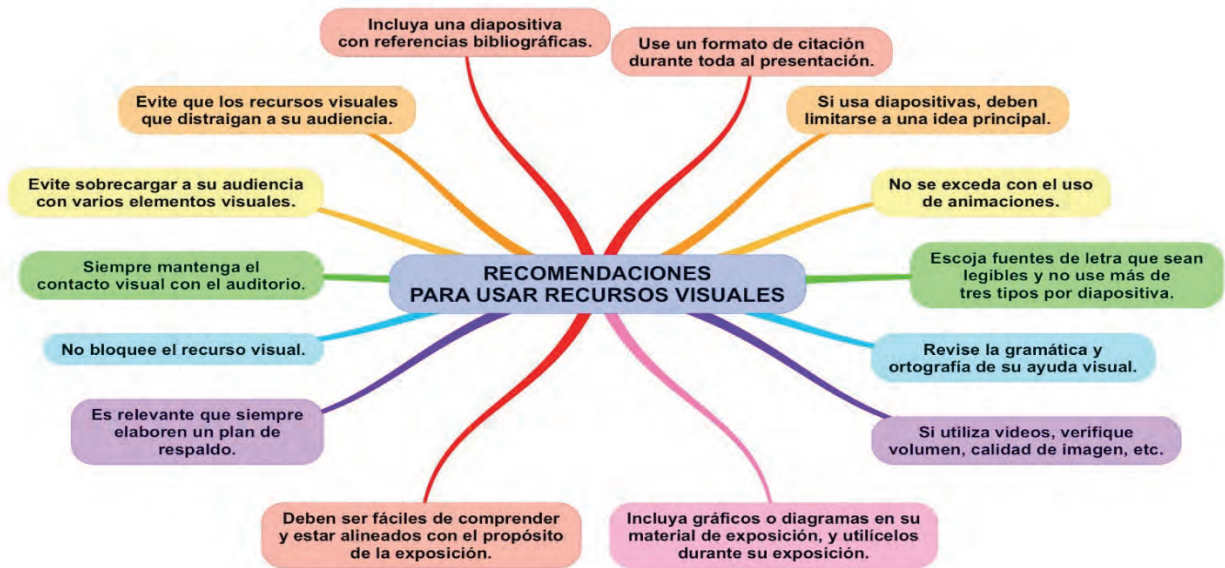 Incluya una diapositiva
con referencias bibliográficas.
Use un formato de citación
durante toda al presentación.
Evite que los recursos visuales
que distraigan a su audiencia.
Si usa diapositivas, deben
limitarse a una idea principal.
Evite sobrecargar a su audiencia
con varios elementos visuales.
No se exceda con el uso
de animaciones.
Siempre mantenga el
contacto visual con el auditorio.
RECOMENDACIONES
PARA USAR RECURSOS VISUALES
Escoja fuentes de letra que sean
legibles y no use más de
tres tipos por diapositiva.
No bloquee el recurso visual.
Revise la gramática y
ortografía de su ayuda visual.
Es relevante que siempre
elaboren un plan de
respaldo.
Si utiliza videos, verifique
volumen, calidad de imagen, etc.
Deben ser fáciles de comprender
y estar alineados con el propósito
de la exposición.
Incluya gráficos o diagramas en su
material de exposición, y utilícelos
durante su exposición.